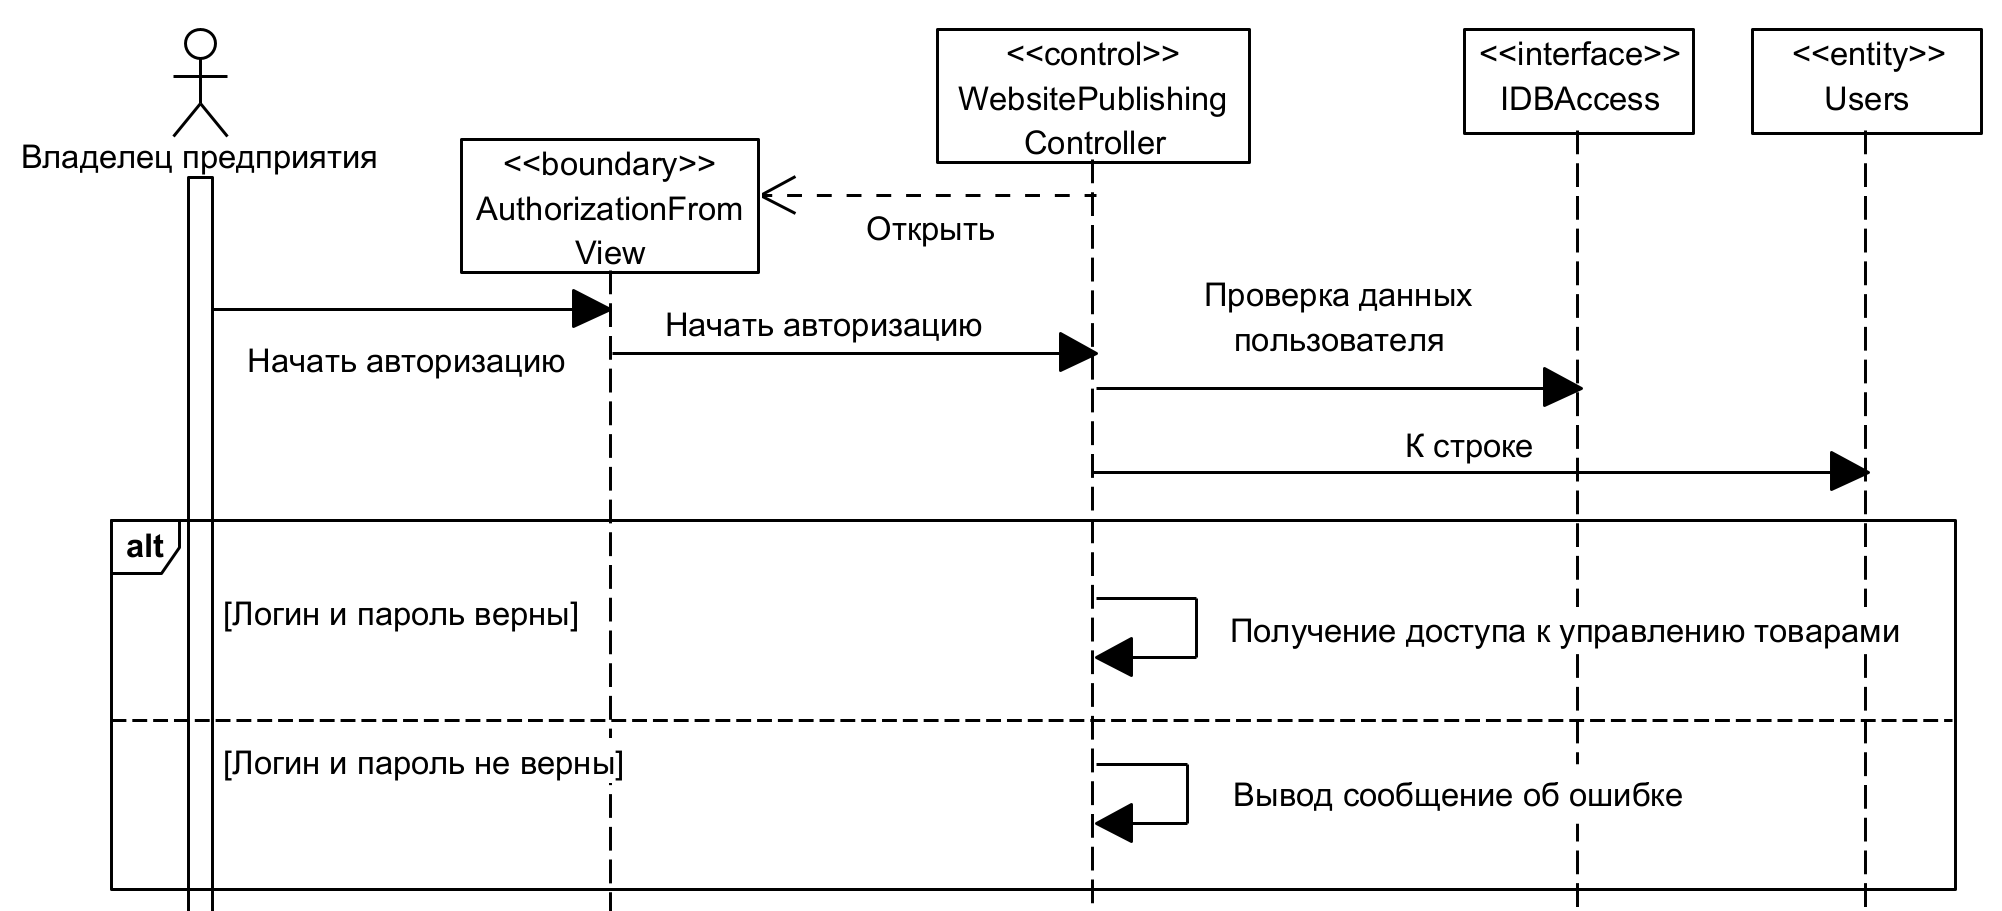 Владелец предприятия
<<boundary>>
AuthorizationFrom
View
<<control>>
WebsitePublishing
Controller
<<interface>>
IDBAccess
<<entity>>
Users
Открыть
Начать авторизацию
Начать авторизацию
Проверка данных
пользователя
К строке
alt
[Логин и пароль верны]
Получение доступа к управлению товарами
[Логин и пароль не верны]
Вывод сообщение об ошибке